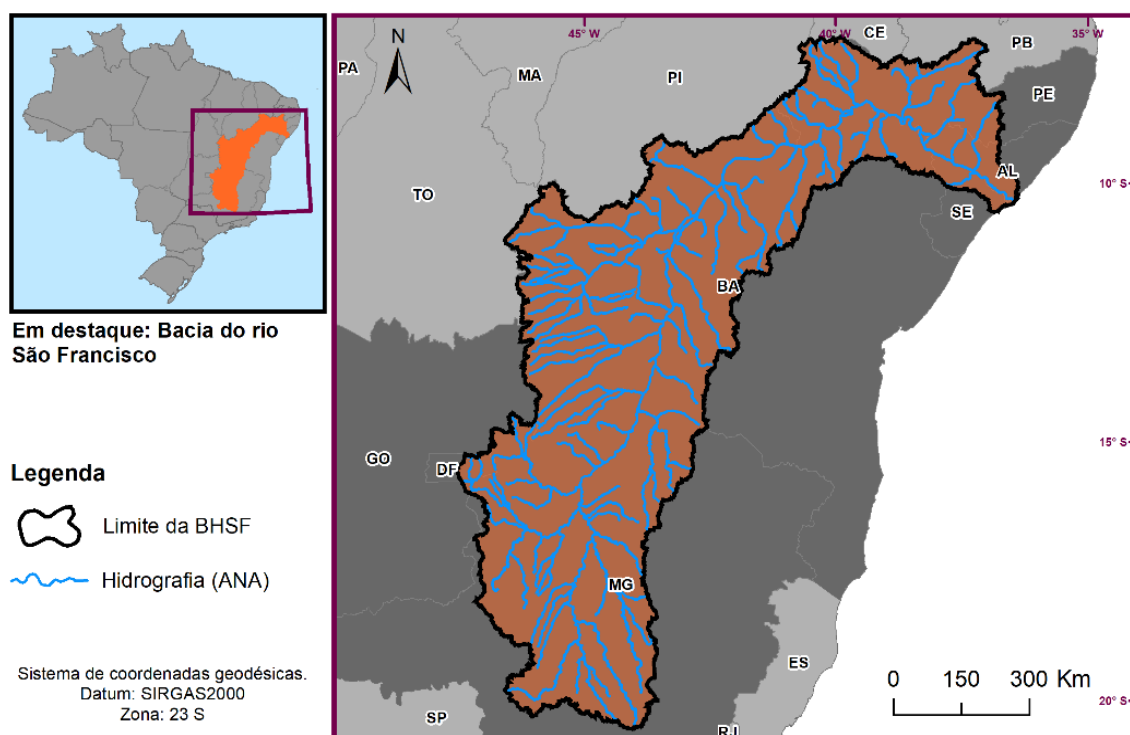 Em destaque: Bacia do rio
São Francisco
Legenda
Limite da BHSF
Hidrografia (ANA)
Sistema de coordenadas geodésicas.
Datum: SIRGAS2000
Zona: 23 S
45° W
40° W
35° W
N
CE
PB
PA
MA
PI
PE
10° S
TO
AL
SE
BA
15° S
GO
DF
MG
ES
0 150 300 Km
20° S
SP
RJ